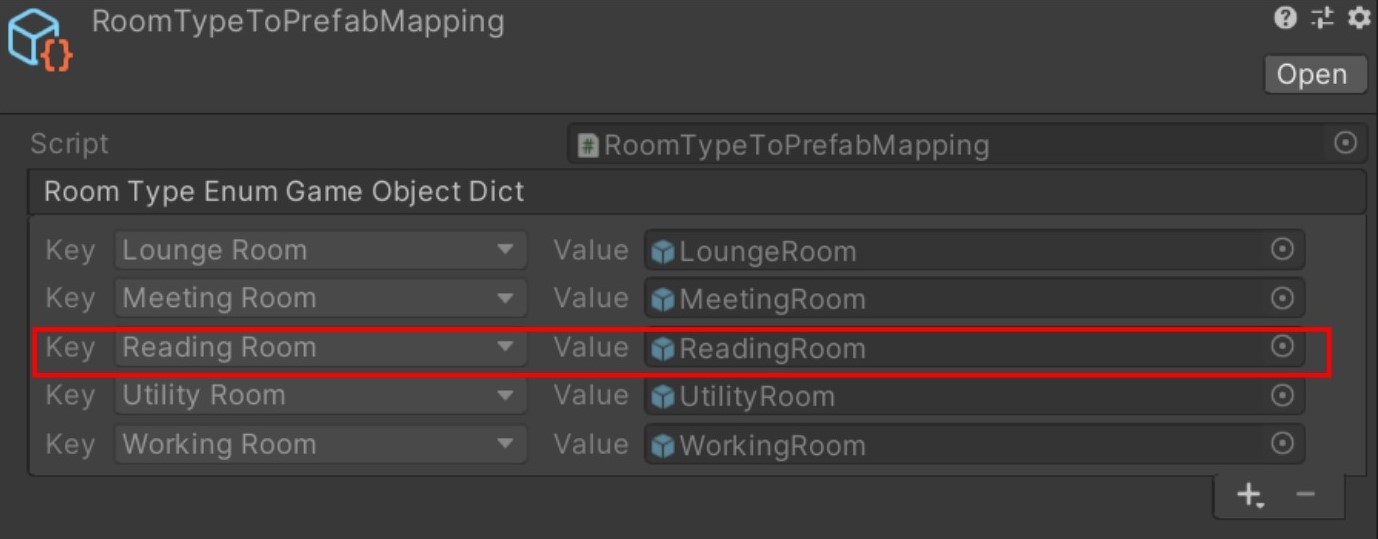 RoomTypeToPrefabMapping
Open
Script # RoomTypeToPrefabMapping
Room Type Enum Game Object Dict
Key Lounge Room Value LoungeRoom
Key Meeting Room Value MeetingRoom
Key Reading Room Value ReadingRoom
Key Utility Room Value UtilityRoom
Key Working Room Value WorkingRoom